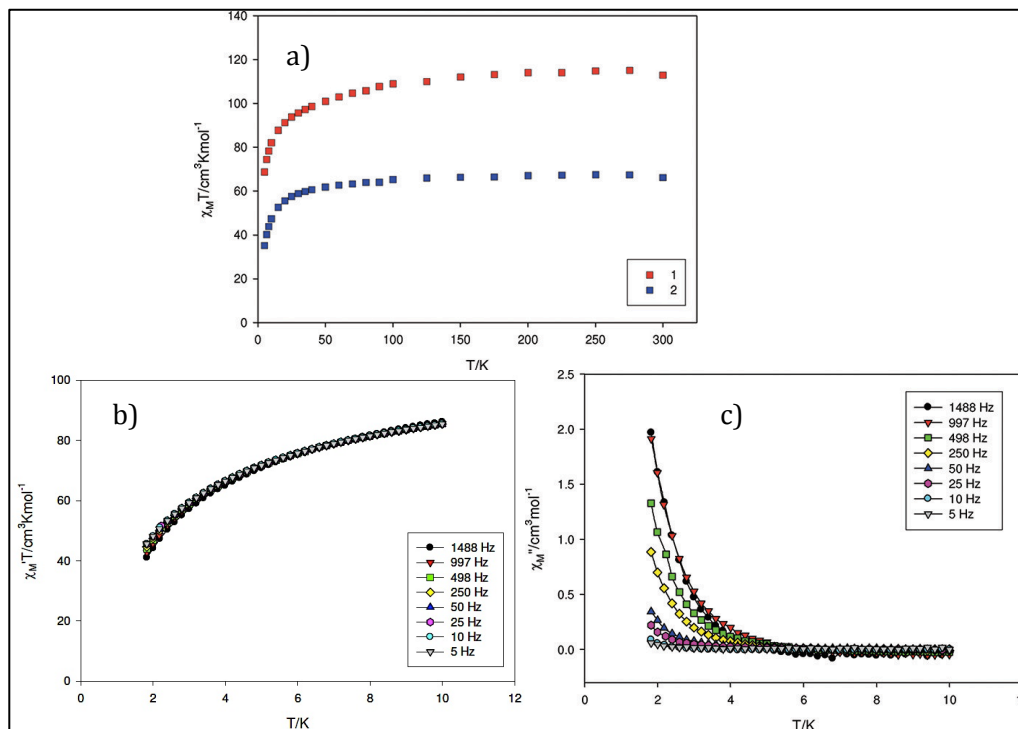 a)
140
120
100
80
60
40
20
0
χMT/cm³Kmol⁻¹
0 50 100 150 200 250 300
T/K
1
2
b)
100
80
60
40
20
0
χM'T/cm³Kmol⁻¹
0 2 4 6 8 10 12
T/K
1488 Hz
997 Hz
498 Hz
250 Hz
50 Hz
25 Hz
10 Hz
5 Hz
c)
2.5
2.0
1.5
1.0
0.5
0.0
χM"/cm³mol⁻¹
2 4 6 8 10 12
T/K
1488 Hz
997 Hz
498 Hz
250 Hz
50 Hz
25 Hz
10 Hz
5 Hz